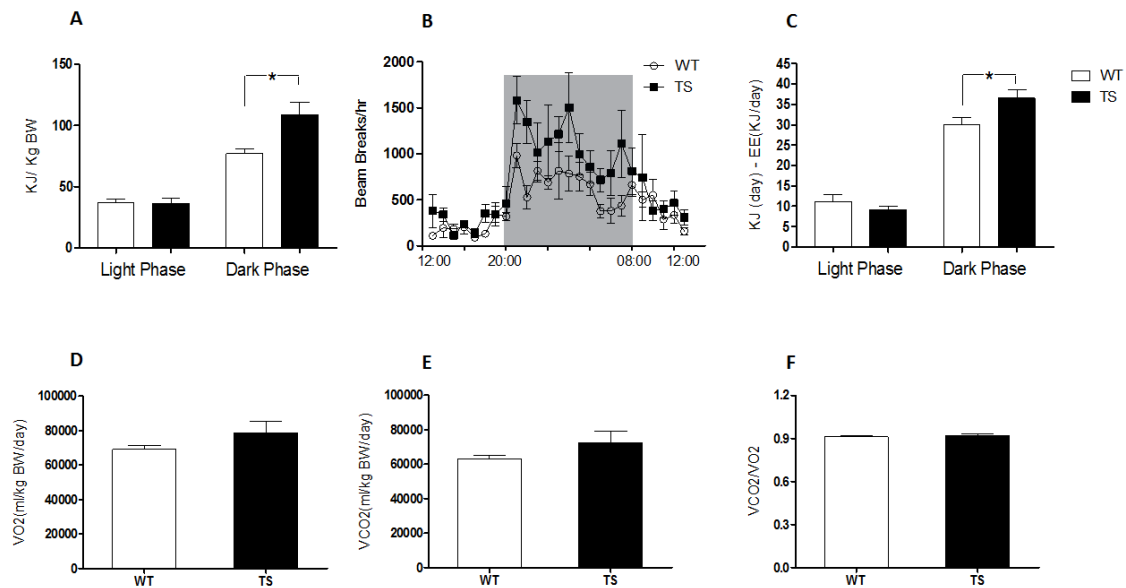 A
KJ/ Kg BW
150
100
50
0
*
Light Phase
Dark Phase
B
Beam Breaks/hr
2000
1500
1000
500
0
WT
TS
12:00
20:00
08:00
12:00
C
KJ (day) - EE(KJ/day)
45
40
35
30
25
20
15
10
5
0
*
WT
TS
Light Phase
Dark Phase
D
VO2(ml/kg BW/day)
100000
80000
60000
40000
20000
0
WT
TS
E
VCO2(ml/kg BW/day)
100000
80000
60000
40000
20000
0
WT
TS
F
VCO2/VO2
1.2
0.9
0.6
0.3
0.0
WT
TS